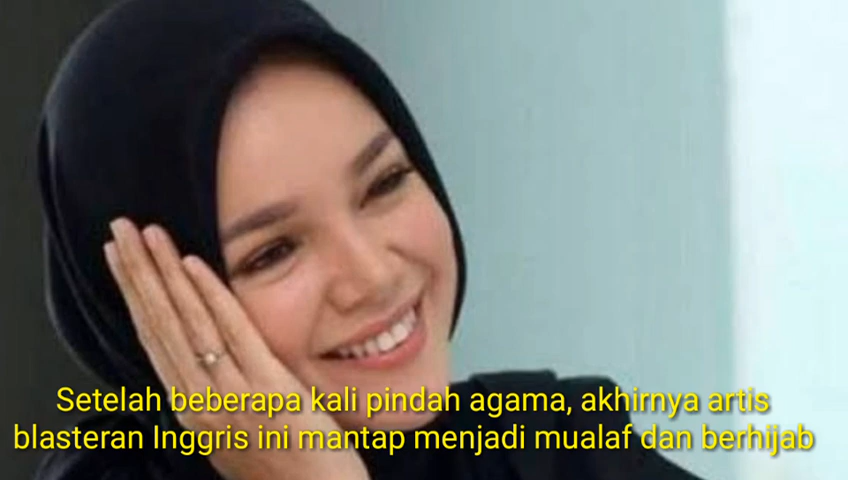 Setelah beberapa kali pindah agama, akhirnya artis
blasteran Inggris ini mantap menjadi mualaf dan berhijab